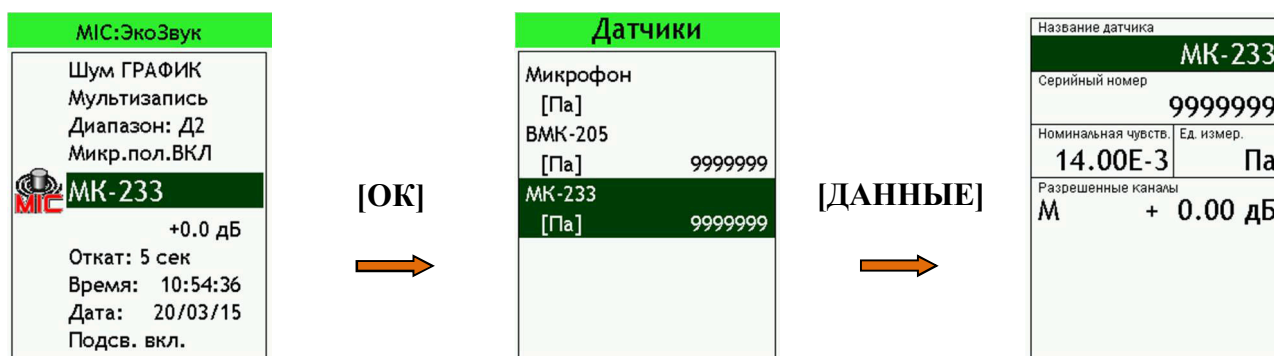 MIC:ЭкоЗвук
Шум ГРАФИК
Мультизапись
Диапазон: Д2
Микр.пол.ВКЛ
MIC
МК-233
+0.0 дБ
Откат: 5 сек
Время: 10:54:36
Дата: 20/03/15
Подсв. вкл.
[ОК]
Датчики
Микрофон
[Па]
ВМК-205
[Па] 9999999
МК-233
[Па] 9999999
[ДАННЫЕ]
Название датчика
МК-233
Серийный номер
9999999
Номинальная чувств. Ед. измер.
14.00E-3 Па
Разрешенные каналы
М + 0.00 дБ